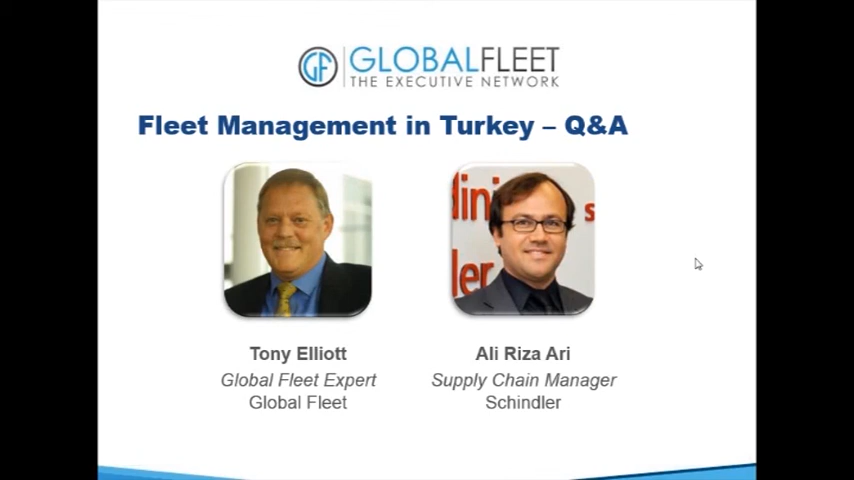 GF GLOBALFLEET
THE EXECUTIVE NETWORK
Fleet Management in Turkey – Q&A
Tony Elliott
Global Fleet Expert
Global Fleet
Ali Riza Ari
Supply Chain Manager
Schindler